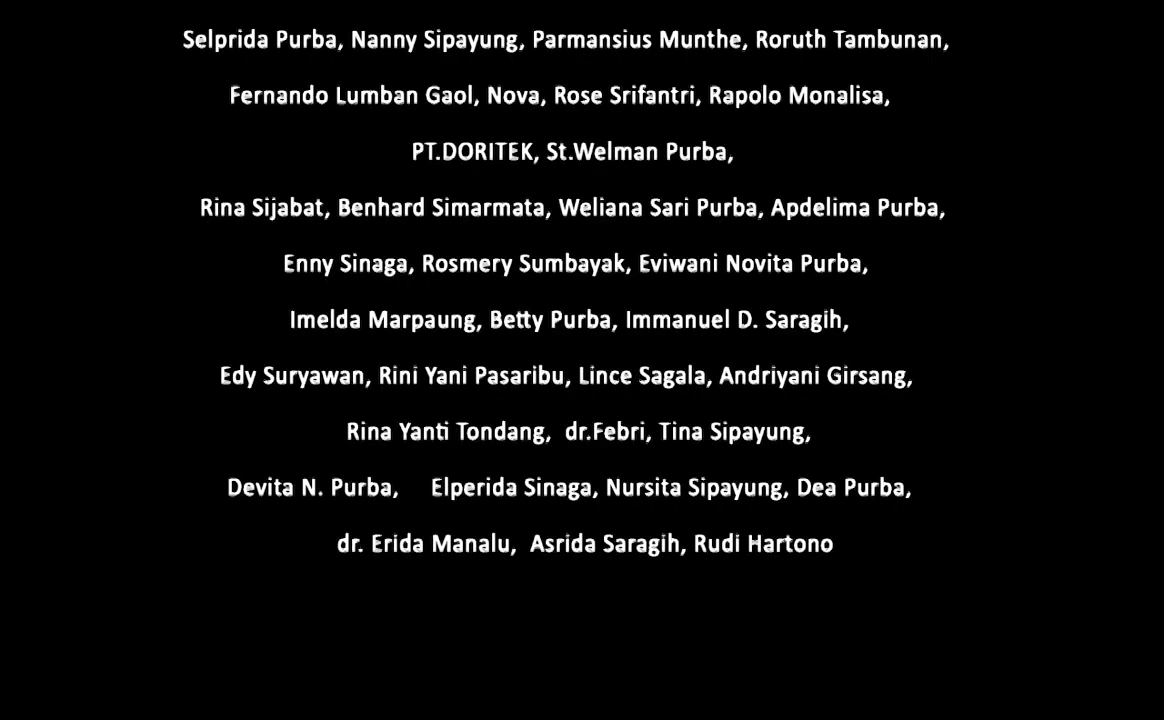 Selprida Purba, Nanny Sipayung, Parmansius Munthe, Roruth Tambunan,
Fernando Lumban Gaol, Nova, Rose Srifantri, Rapolo Monalisa,
PT.DORITEK, St.Welman Purba,
Rina Sijabat, Benhard Simarmata, Weliana Sari Purba, Apdelima Purba,
Enny Sinaga, Rosmery Sumbayak, Eviwani Novita Purba,
Imelda Marpaung, Betty Purba, Immanuel D. Saragih,
Edy Suryawan, Rini Yani Pasaribu, Lince Sagala, Andriyani Girsang,
Rina Yanti Tondang, dr.Febri, Tina Sipayung,
Devita N. Purba, Elperida Sinaga, Nursita Sipayung, Dea Purba,
dr. Erida Manalu, Asrida Saragih, Rudi Hartono